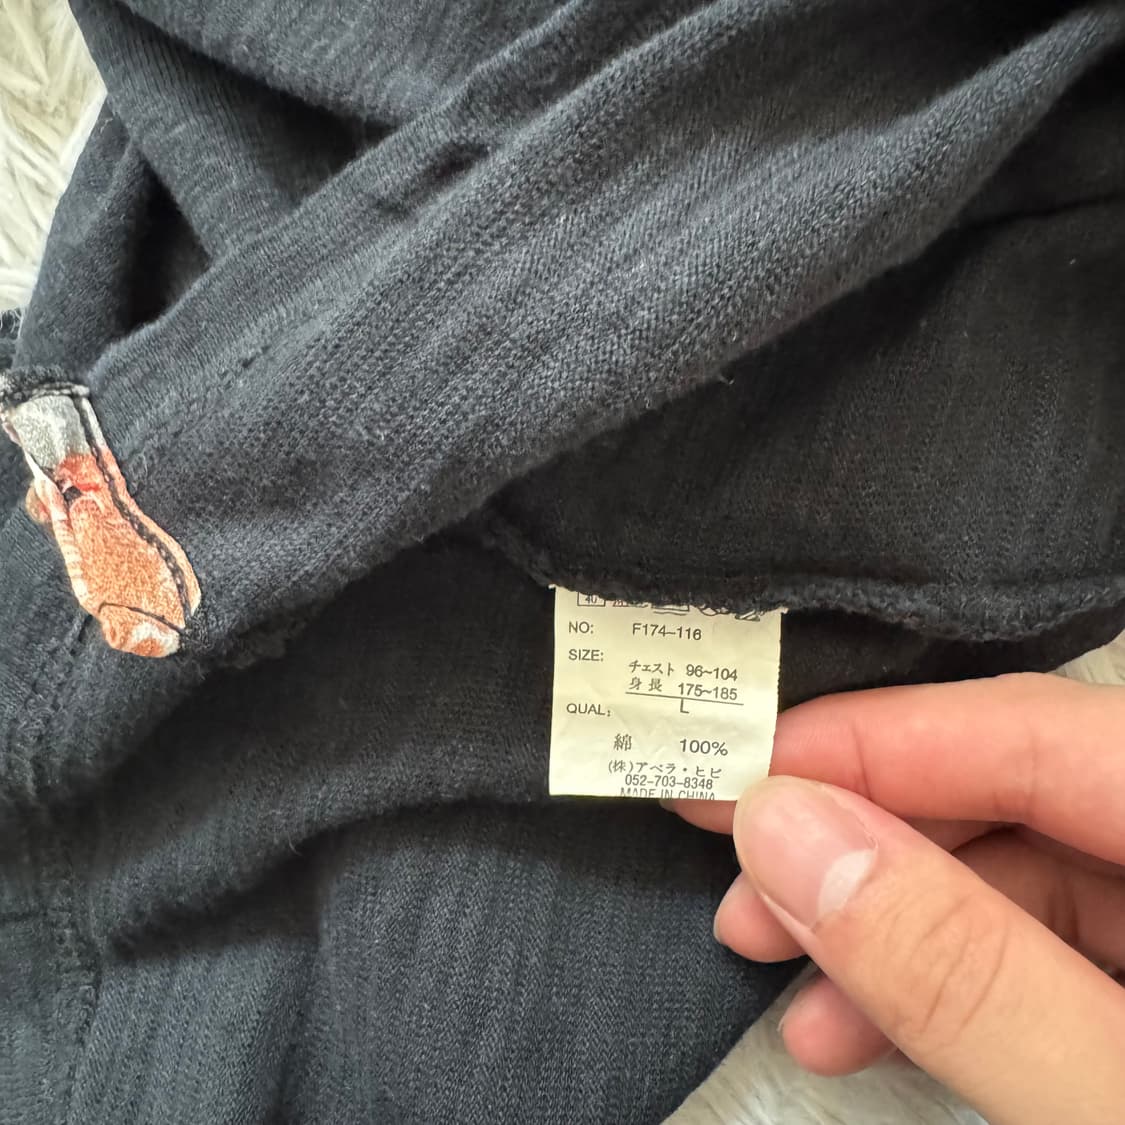 40
NO: F174-116
SIZE:
チェスト 96~104
身長 175~185
L
QUAL:
綿 100%
(株)アベラ・ヒビ
052-703-8348
MADE IN CHINA